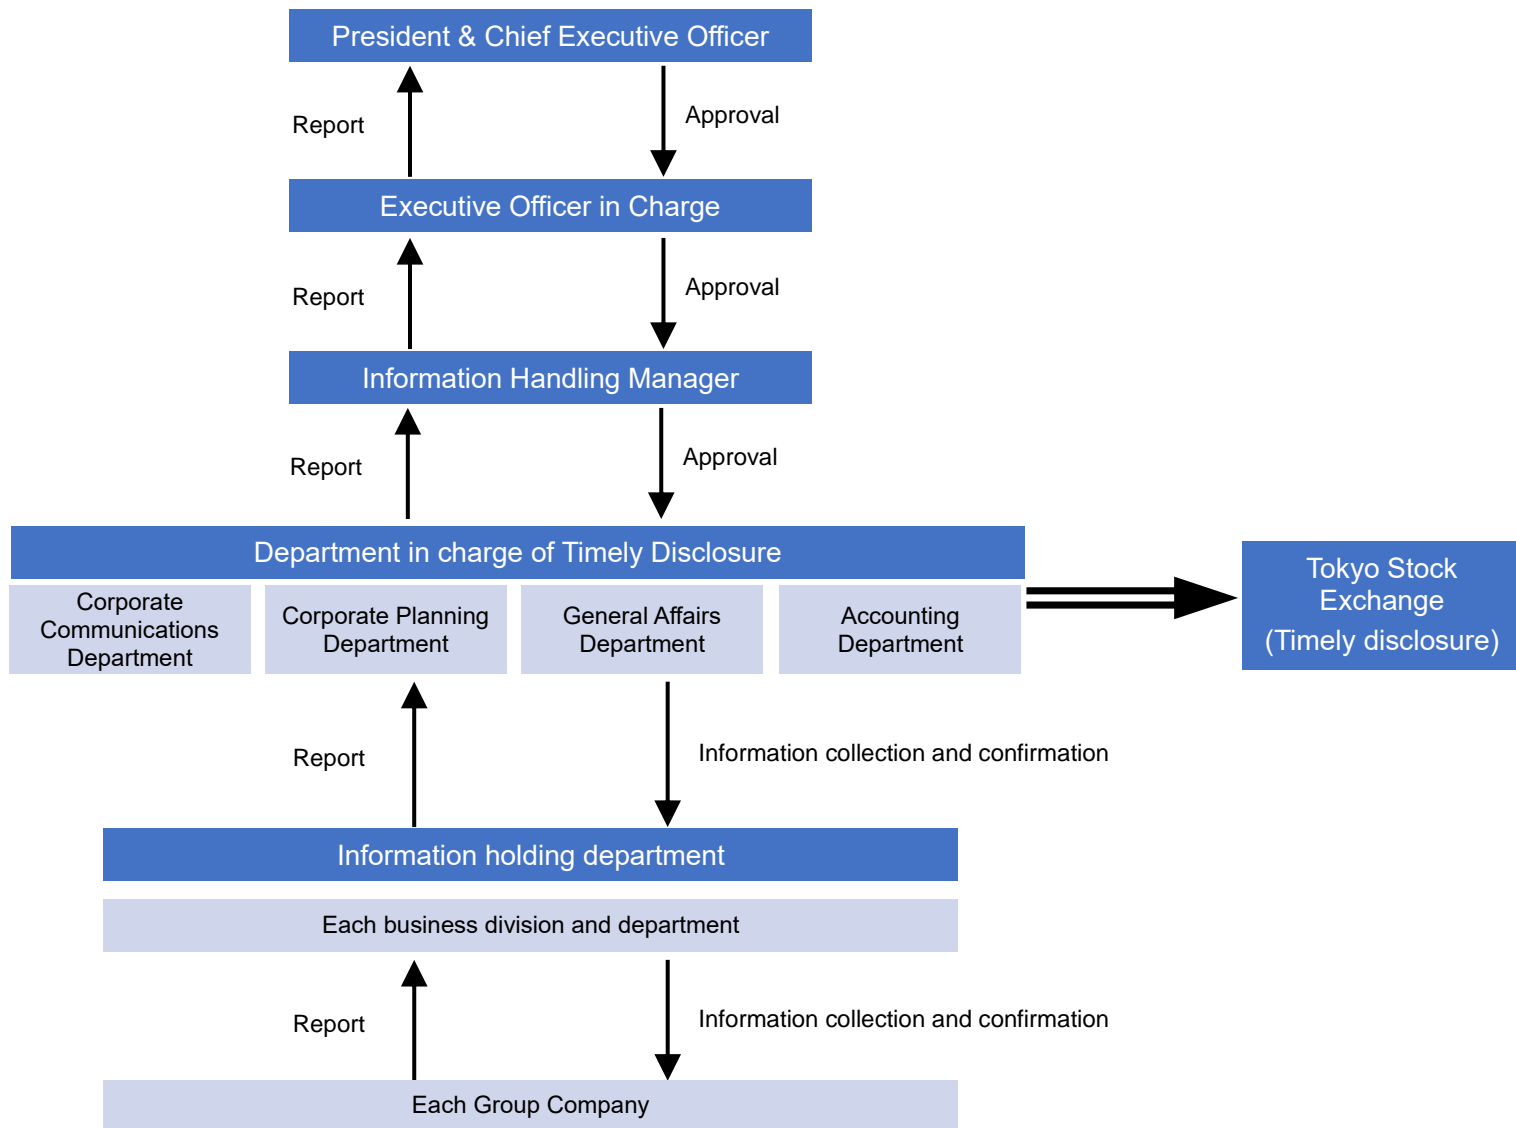 President & Chief Executive Officer
Report
Approval
Executive Officer in Charge
Report
Approval
Information Handling Manager
Report
Approval
Department in charge of Timely Disclosure
Corporate
Communications
Department
Corporate Planning
Department
General Affairs
Department
Accounting
Department
Tokyo Stock
Exchange
(Timely disclosure)
Report
Information collection and confirmation
Information holding department
Each business division and department
Report
Information collection and confirmation
Each Group Company